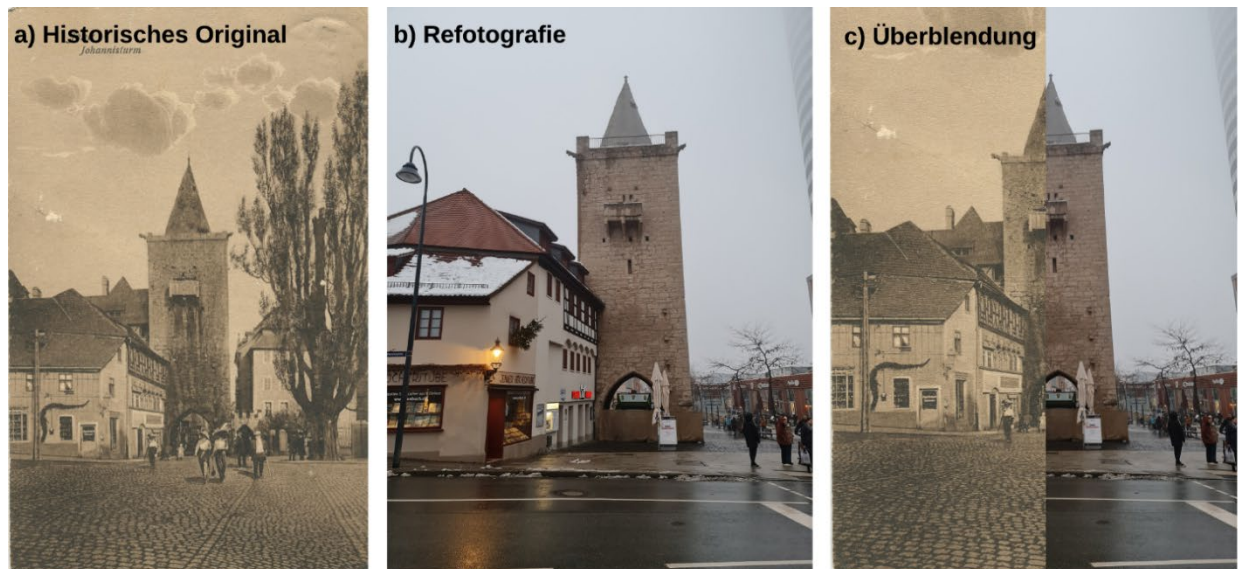 a) Historisches Original
Johannisturm
b) Refotografie
c) Überblendung